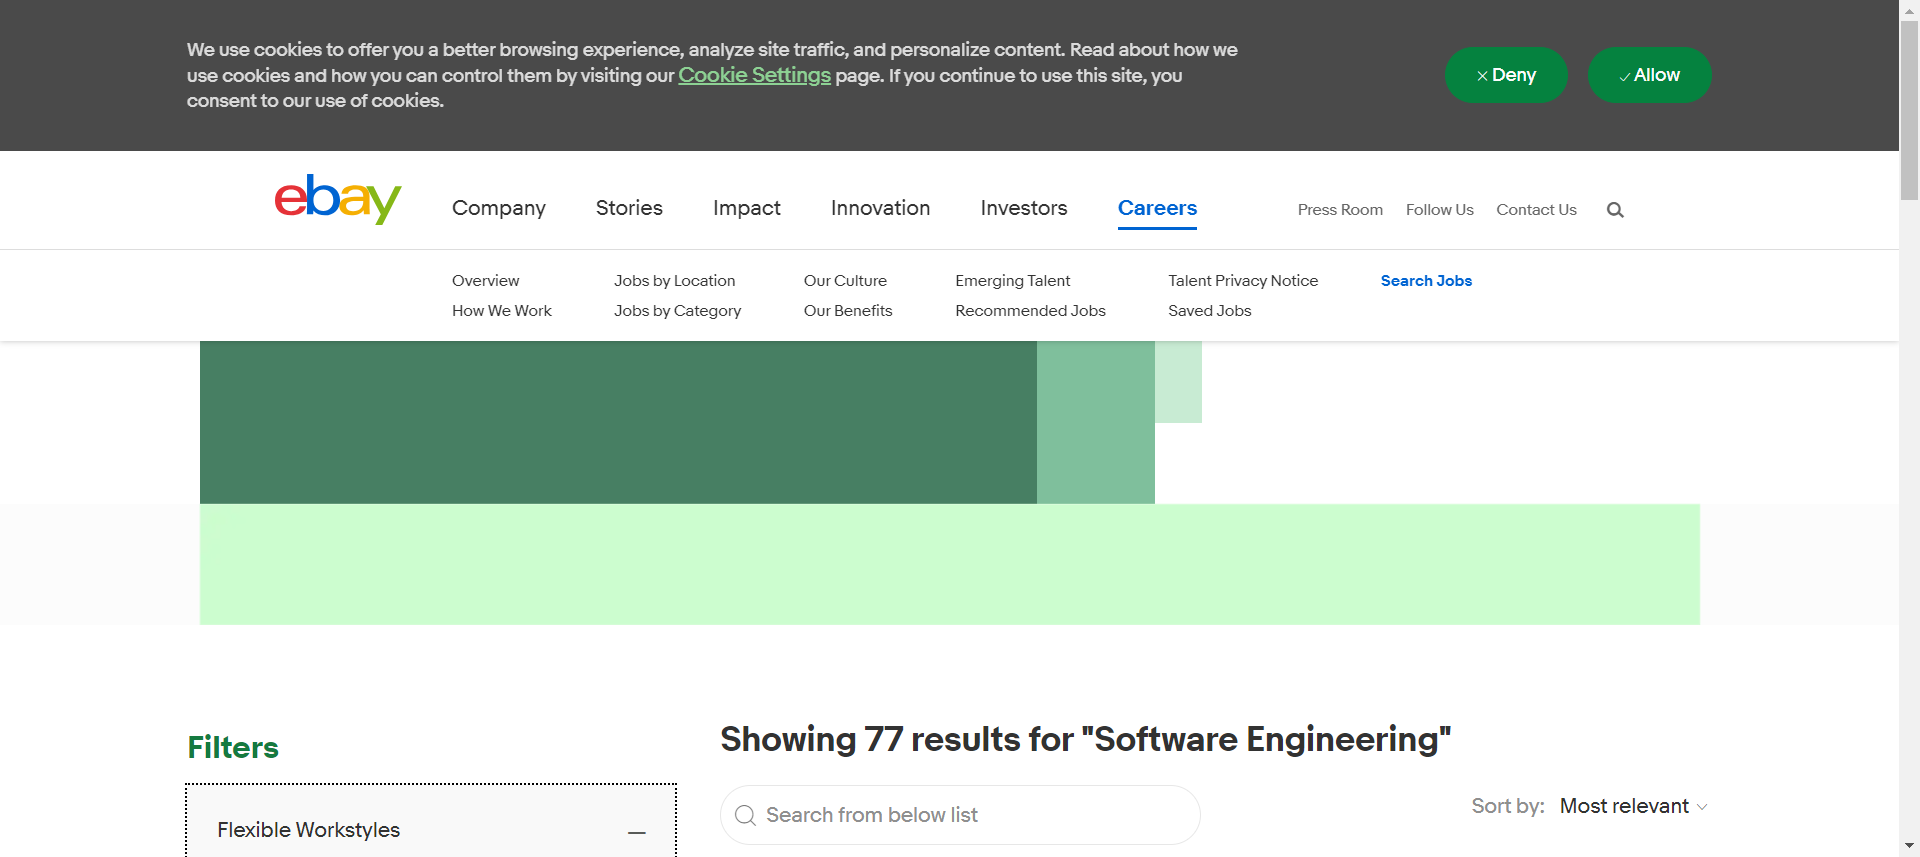 We use cookies to offer you a better browsing experience, analyze site traffic, and personalize content. Read about how we
use cookies and how you can control them by visiting our Cookie Settings page. If you continue to use this site, you
consent to our use of cookies.
Deny
Allow
ebay
Company
Stories
Impact
Innovation
Investors
Careers
Press Room
Follow Us
Contact Us
Overview
How We Work
Jobs by Location
Jobs by Category
Our Culture
Our Benefits
Emerging Talent
Recommended Jobs
Talent Privacy Notice
Saved Jobs
Search Jobs
Filters
Flexible Workstyles
Showing 77 results for "Software Engineering"
Search from below list
Sort by: Most relevant